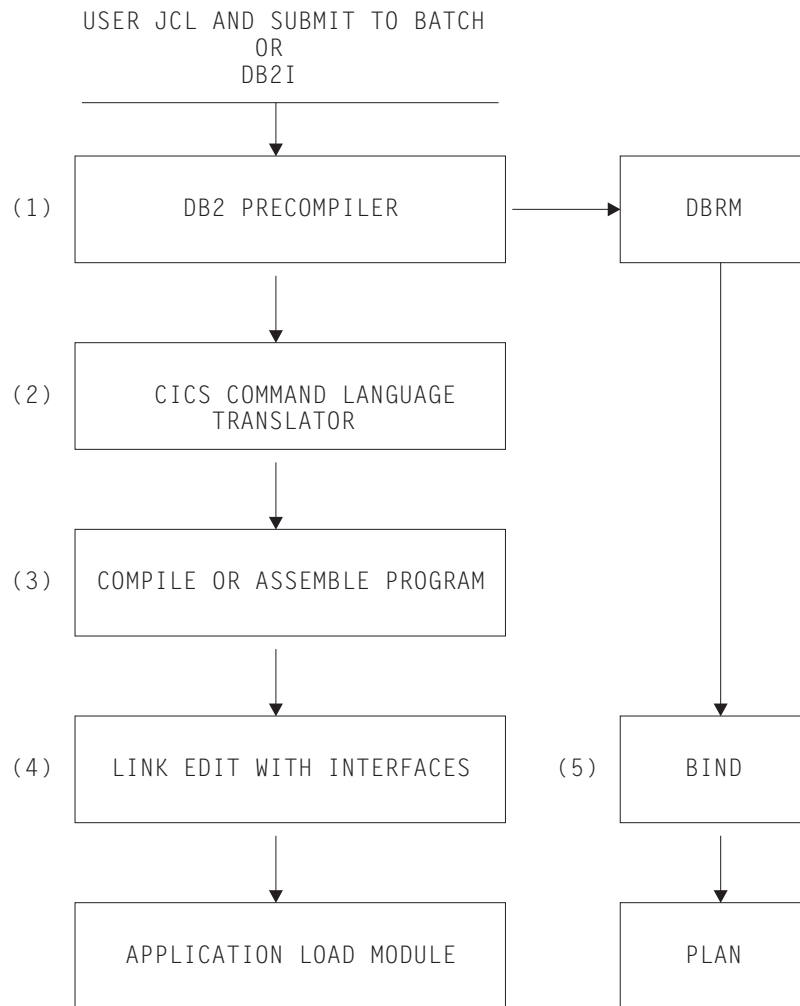 USER JCL AND SUBMIT TO BATCH
OR
DB2I
(1) DB2 PRECOMPILER DBRM
(2) CICS COMMAND LANGUAGE
TRANSLATOR
(3) COMPILE OR ASSEMBLE PROGRAM
(4) LINK EDIT WITH INTERFACES (5) BIND
APPLICATION LOAD MODULE PLAN